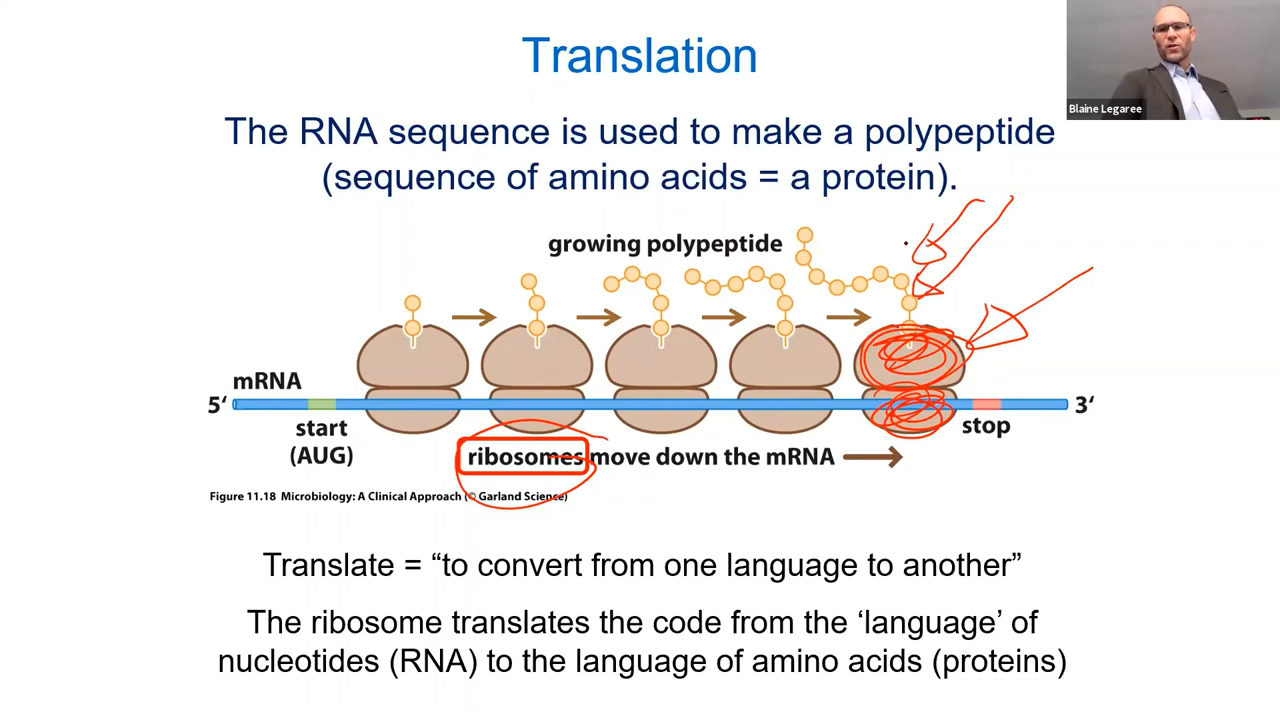 Translation
Blaine Legaree
The RNA sequence is used to make a polypeptide
(sequence of amino acids = a protein).
growing polypeptide
mRNA
5‘
3‘
start
(AUG)
stop
ribosomes move down the mRNA
Figure 11.18 Microbiology: A Clinical Approach (© Garland Science)
Translate = “to convert from one language to another”
The ribosome translates the code from the ‘language’ of
nucleotides (RNA) to the language of amino acids (proteins)